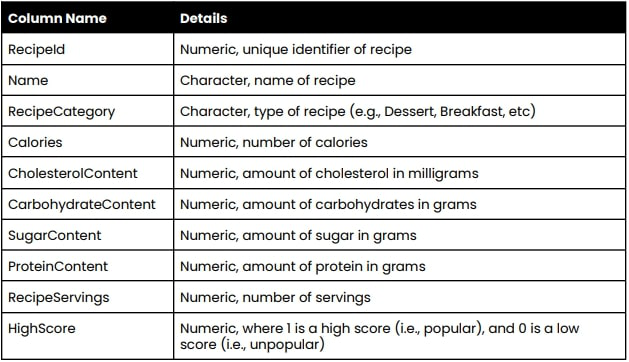 Column Name Details
RecipeId Numeric, unique identifier of recipe
Name Character, name of recipe
RecipeCategory Character, type of recipe (e.g., Dessert, Breakfast, etc)
Calories Numeric, number of calories
CholesterolContent Numeric, amount of cholesterol in milligrams
CarbohydrateContent Numeric, amount of carbohydrates in grams
SugarContent Numeric, amount of sugar in grams
ProteinContent Numeric, amount of protein in grams
RecipeServings Numeric, number of servings
HighScore Numeric, where 1 is a high score (i.e., popular), and 0 is a low
score (i.e., unpopular)